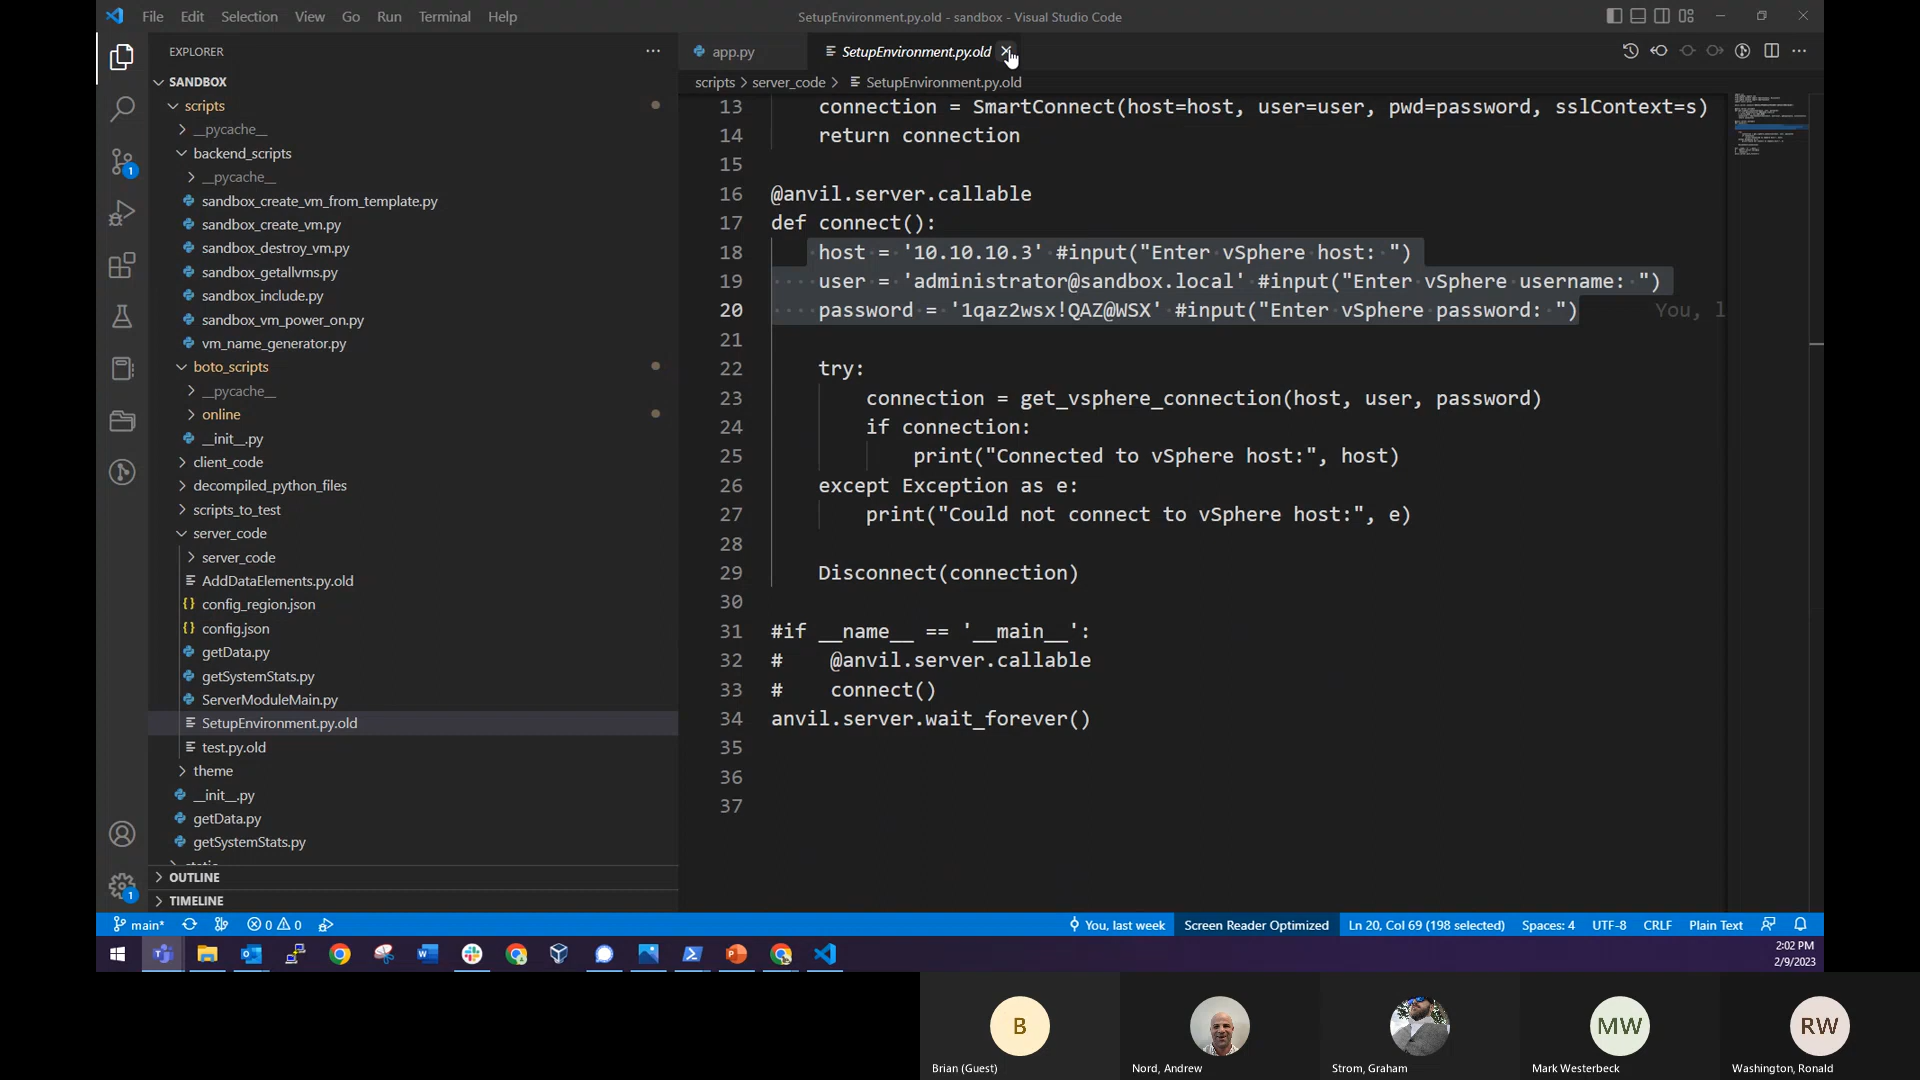 File Edit Selection View Go Run Terminal Help
SetupEnvironment.py.old - sandbox - Visual Studio Code
EXPLORER
SANDBOX
scripts
__pycache__
backend_scripts
__pycache__
sandbox_create_vm_from_template.py
sandbox_create_vm.py
sandbox_destroy_vm.py
sandbox_getallvms.py
sandbox_include.py
sandbox_vm_power_on.py
vm_name_generator.py
boto_scripts
__pycache__
online
__init__.py
client_code
decompiled_python_files
scripts_to_test
server_code
server_code
AddDataElements.py.old
config_region.json
config.json
getData.py
getSystemStats.py
ServerModuleMain.py
SetupEnvironment.py.old
test.py.old
theme
__init__.py
getData.py
getSystemStats.py
OUTLINE
TIMELINE
1
1
app.py SetupEnvironment.py.old
scripts > server_code > SetupEnvironment.py.old
13 connection = SmartConnect(host=host, user=user, pwd=password, sslContext=s)
14 return connection
15
16 @anvil.server.callable
17 def connect():
18 host = '10.10.10.3' #input("Enter vSphere host: ")
19 user = 'administrator@sandbox.local' #input("Enter vSphere username: ")
20 password = '1qaz2wsx!QAZ@WSX' #input("Enter vSphere password: ") You, l
21
22 try:
23 connection = get_vsphere_connection(host, user, password)
24 if connection:
25 print("Connected to vSphere host:", host)
26 except Exception as e:
27 print("Could not connect to vSphere host:", e)
28
29 Disconnect(connection)
30
31 #if __name__ == '__main__':
32 # @anvil.server.callable
33 # connect()
34 anvil.server.wait_forever()
35
36
37
main* 0 0 You, last week Screen Reader Optimized Ln 20, Col 69 (198 selected) Spaces: 4 UTF-8 CRLF Plain Text
2:02 PM
2/9/2023
B MW RW
Brian (Guest) Nord, Andrew Strom, Graham Mark Westerbeck Washington, Ronald